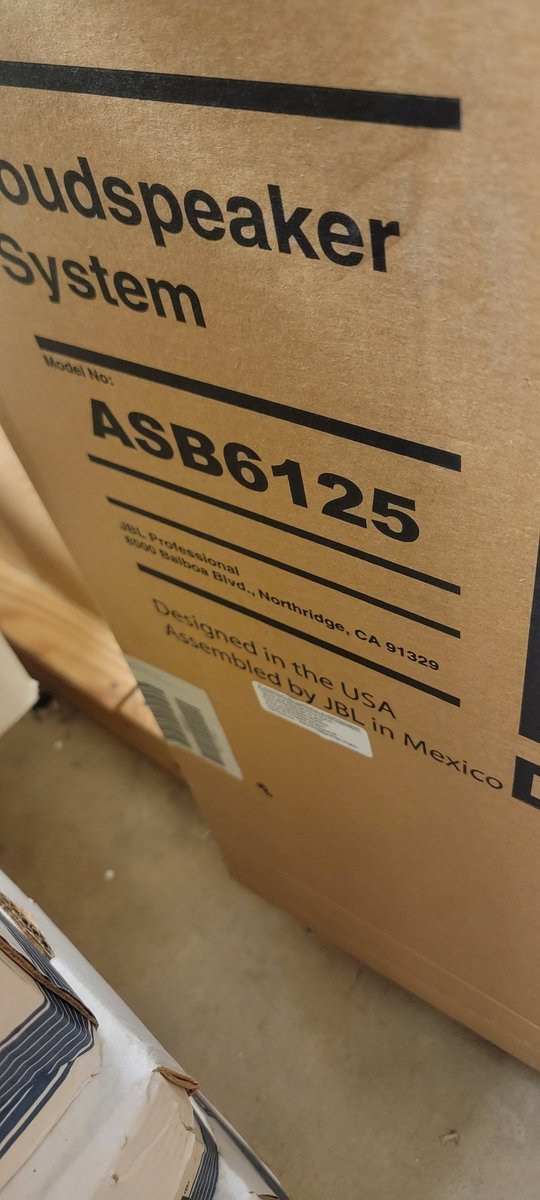 oudspeaker
System
Model No:
ASB6125
JBL Professional
8500 Balboa Blvd., Northridge, CA 91329
Designed in the USA
Assembled by JBL in Mexico